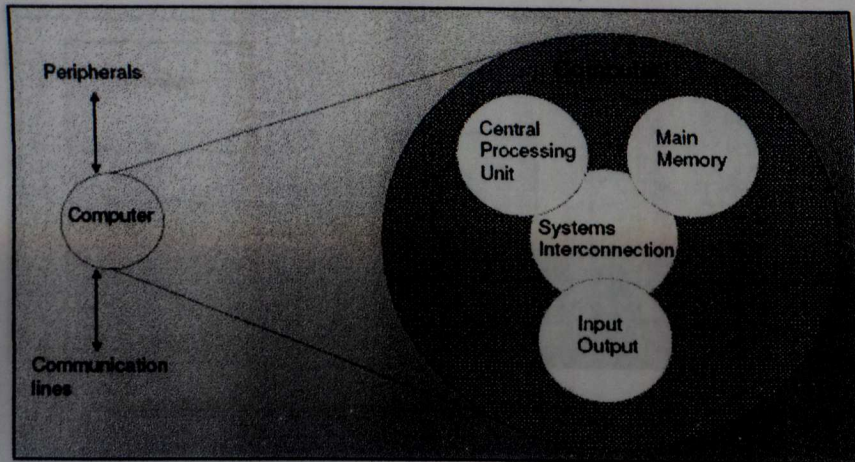 Peripherals
Computer
Communication
lines
Central
Processing
Unit
Main
Memory
Systems
Interconnection
Input
Output